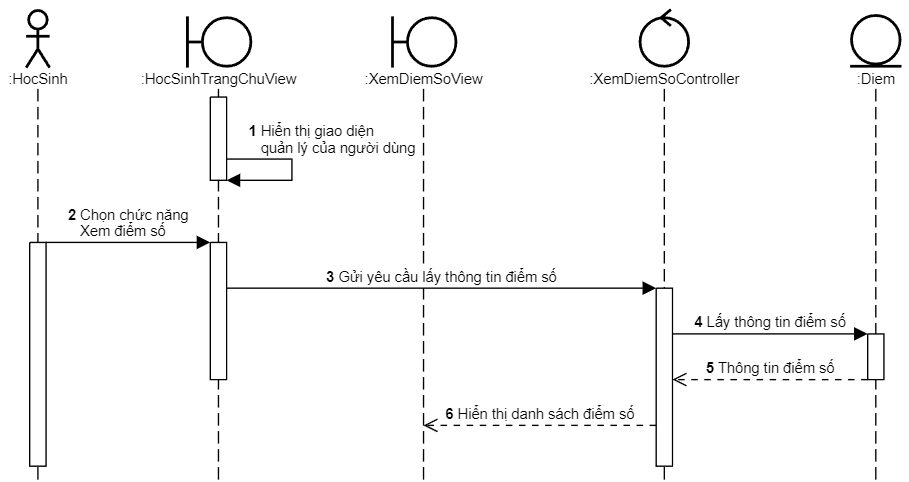 :HocSinh
:HocSinhTrangChuView
:XemDiemSoView
:XemDiemSoController
:Diem
1 Hiển thị giao diện
quản lý của người dùng
2 Chọn chức năng
Xem điểm số
3 Gửi yêu cầu lấy thông tin điểm số
4 Lấy thông tin điểm số
5 Thông tin điểm số
6 Hiển thị danh sách điểm số